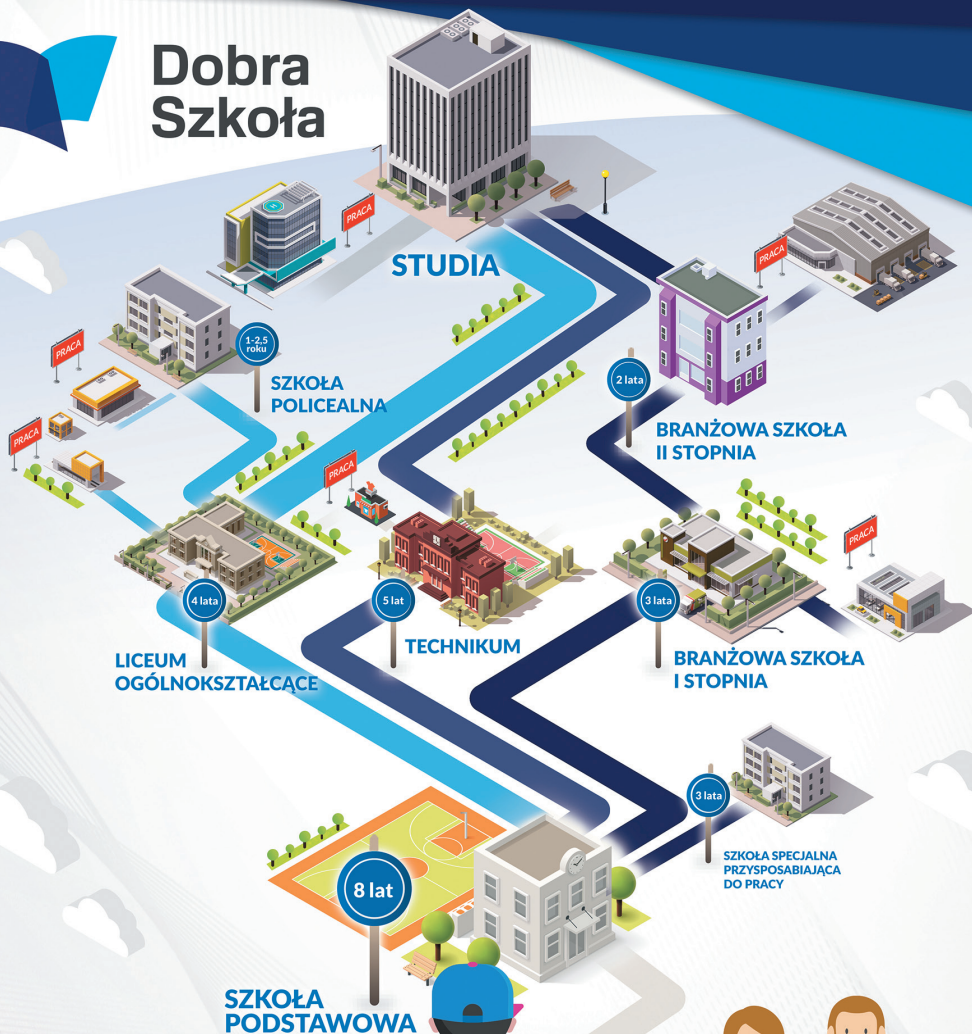 Dobra
Szkoła
PRACA
STUDIA
PRACA
1-2,5
roku
PRACA
SZKOŁA
POLICEALNA
2 lata
PRACA
BRANŻOWA SZKOŁA
II STOPNIA
PRACA
PRACA
4 lata
5 lat
3 lata
TECHNIKUM
LICEUM
OGÓLNOKSZTAŁCĄCE
BRANŻOWA SZKOŁA
I STOPNIA
3 lata
SZKOŁA SPECJALNA
PRZYSPOSABIAJĄCA
DO PRACY
8 lat
SZKOŁA
PODSTAWOWA